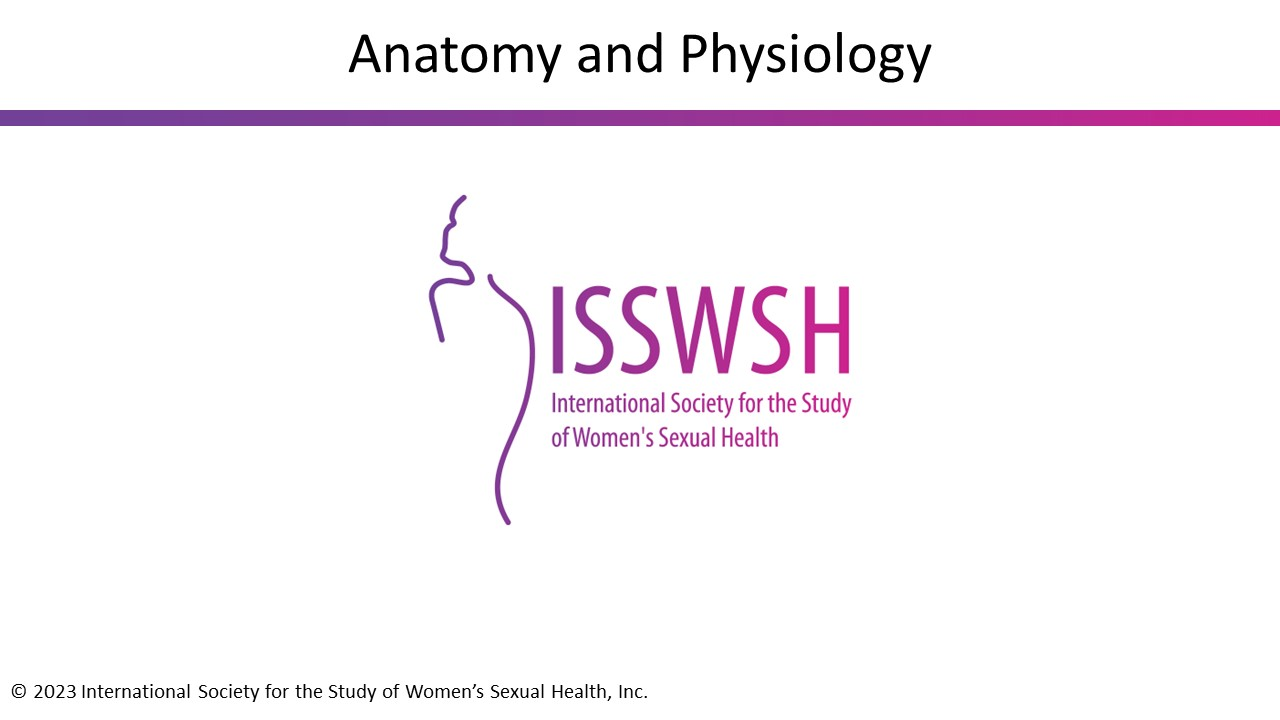 Anatomy and Physiology
ISSWSH
International Society for the Study
of Women's Sexual Health
© 2023 International Society for the Study of Women’s Sexual Health, Inc.